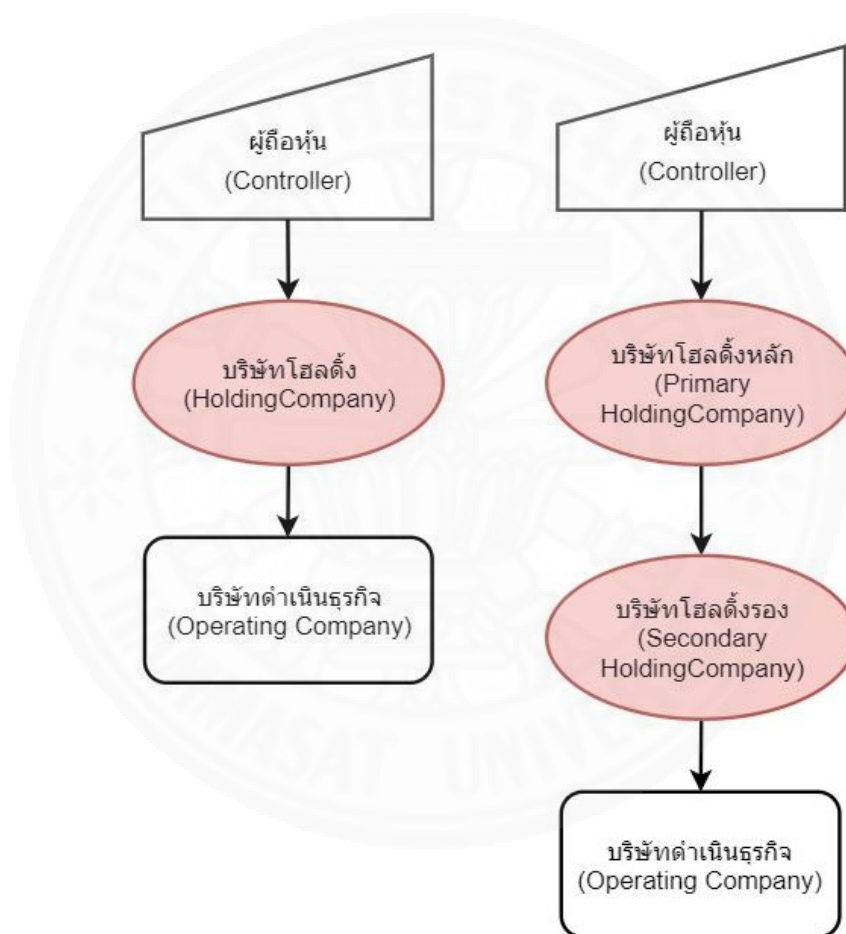 ผู้ถือหุ้น
(Controller)
บริษัทโฮลดิ้ง
(HoldingCompany)
บริษัทดำเนินธุรกิจ
(Operating Company)
ผู้ถือหุ้น
(Controller)
บริษัทโฮลดิ้งหลัก
(Primary
HoldingCompany)
บริษัทโฮลดิ้งรอง
(Secondary
HoldingCompany)
บริษัทดำเนินธุรกิจ
(Operating Company)